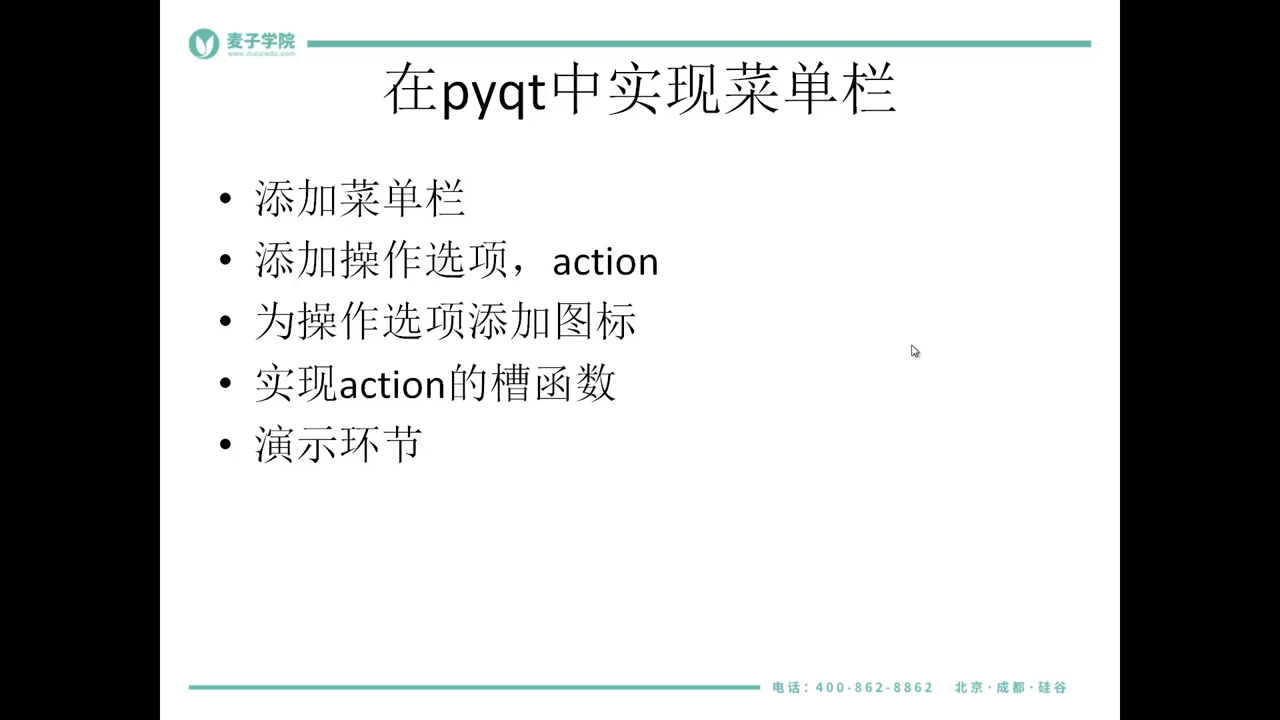 麦子学院
www.maiziedu.com
在pyqt中实现菜单栏
• 添加菜单栏
• 添加操作选项，action
• 为操作选项添加图标
• 实现action的槽函数
• 演示环节
电话：400-862-8862 北京·成都·硅谷